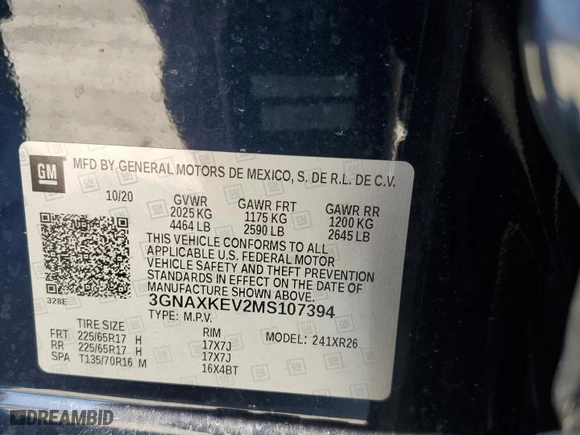 GM MFD BY GENERAL MOTORS DE MEXICO, S. DE R.L. DE C.V.
10/20 GVWR GAWR FRT GAWR RR
2025 KG 1175 KG 1200 KG
4464 LB 2590 LB 2645 LB
THIS VEHICLE CONFORMS TO ALL
APPLICABLE U.S. FEDERAL MOTOR
VEHICLE SAFETY AND THEFT PREVENTION
STANDARDS IN EFFECT ON THE DATE OF
MANUFACTURE SHOWN ABOVE.
328E
3GNAXKEV2MS107394
TYPE: M.P.V.
TIRE SIZE RIM MODEL: 241XR26
FRT 225/65R17 H 17X7J
RR 225/65R17 H 17X7J
SPA T135/70R16 M 16X4BT
DREAMBID